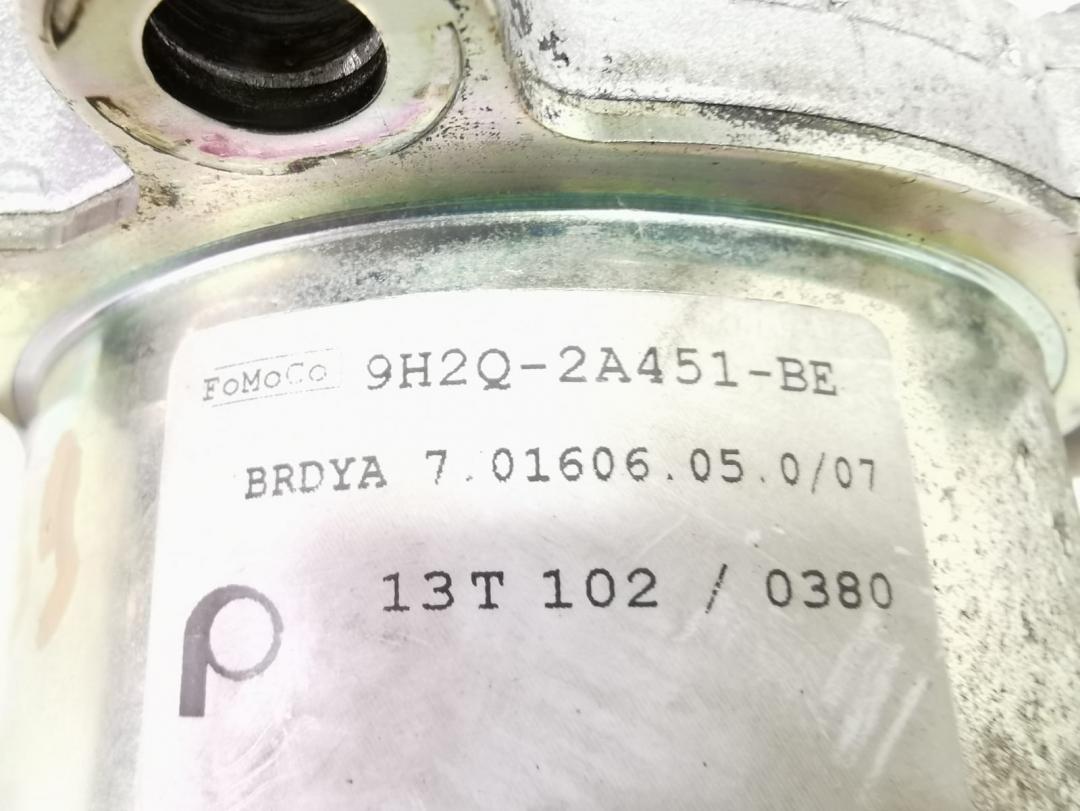 FoMoCo 9H2Q-2A451-BE
BRDYA 7.01606.05.0/07
13T 102 / 0380